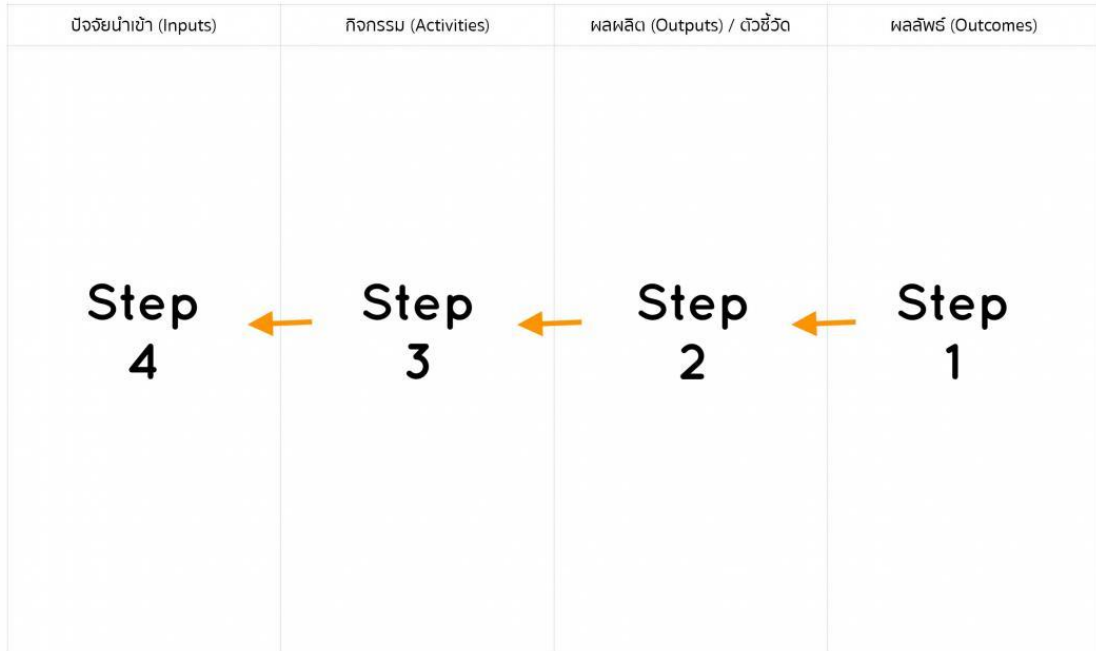 ปัจจัยนำเข้า (Inputs)
กิจกรรม (Activities)
ผลผลิต (Outputs) / ตัวชี้วัด
ผลลัพธ์ (Outcomes)
Step
4
Step
3
Step
2
Step
1